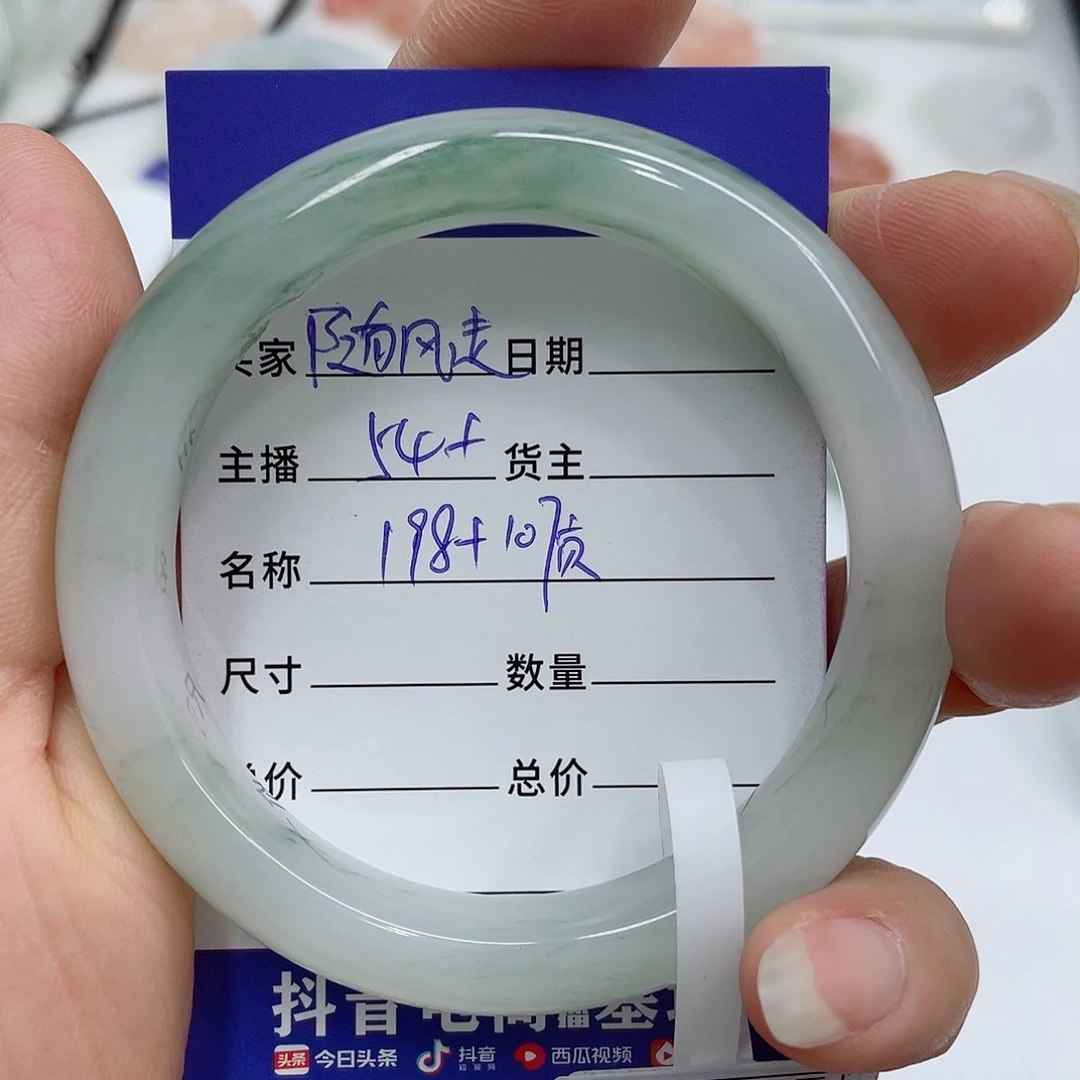 家 随风走 日期
主播 54+ 货主
名称 198+10质
尺寸 数量
价 总价
抖音电商
头条 今日头条 抖音 西瓜视频